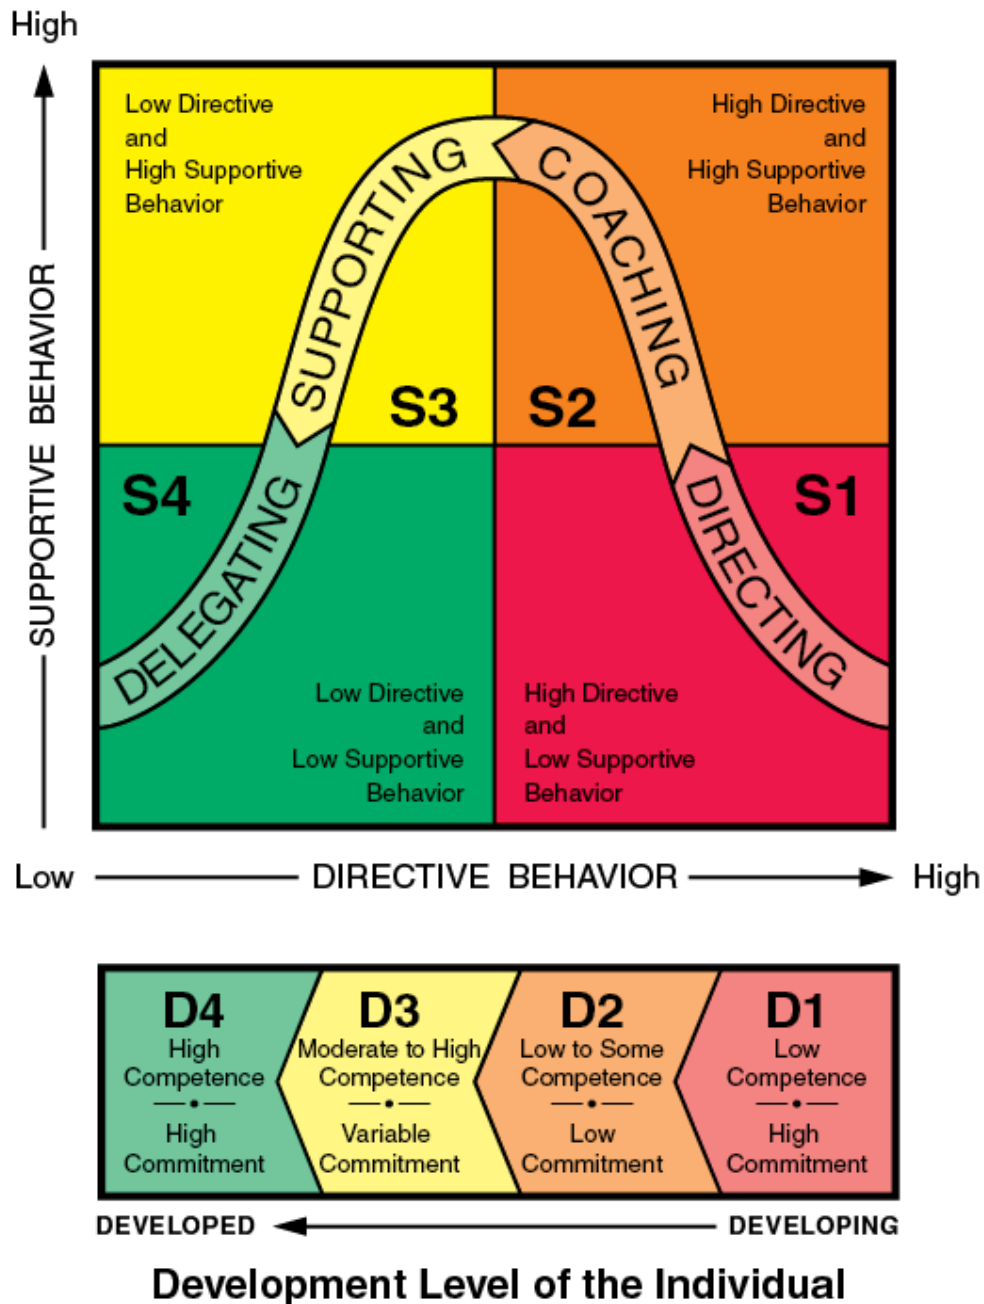 High
SUPPORTIVE BEHAVIOR
Low Directive
and
High Supportive
Behavior
High Directive
and
High Supportive
Behavior
SUPPORTING
COACHING
S3
S2
S4
S1
DELEGATING
DIRECTING
Low Directive
and
Low Supportive
Behavior
High Directive
and
Low Supportive
Behavior
Low
DIRECTIVE BEHAVIOR
High
D4
High
Competence
High
Commitment
D3
Moderate to High
Competence
Variable
Commitment
D2
Low to Some
Competence
Low
Commitment
D1
Low
Competence
High
Commitment
DEVELOPED
DEVELOPING
Development Level of the Individual